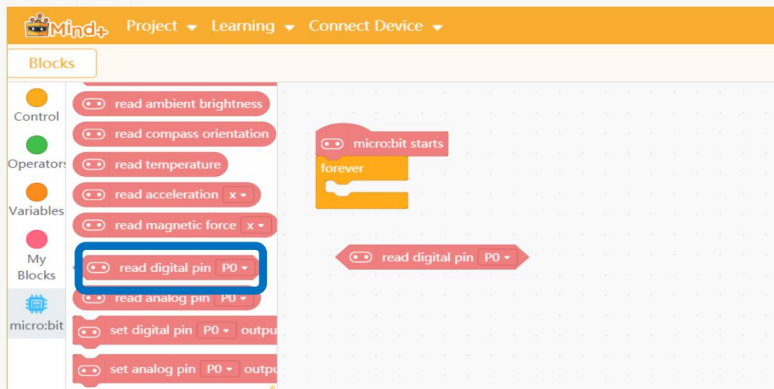 Mind+ Project Learning Connect Device
Blocks
Control
Operators
Variables
My
Blocks
micro:bit
read ambient brightness
read compass orientation
read temperature
read acceleration x
read magnetic force x
read digital pin P0
read analog pin P0
set digital pin P0 outpu
set analog pin P0 outpu
micro:bit starts
forever
read digital pin P0